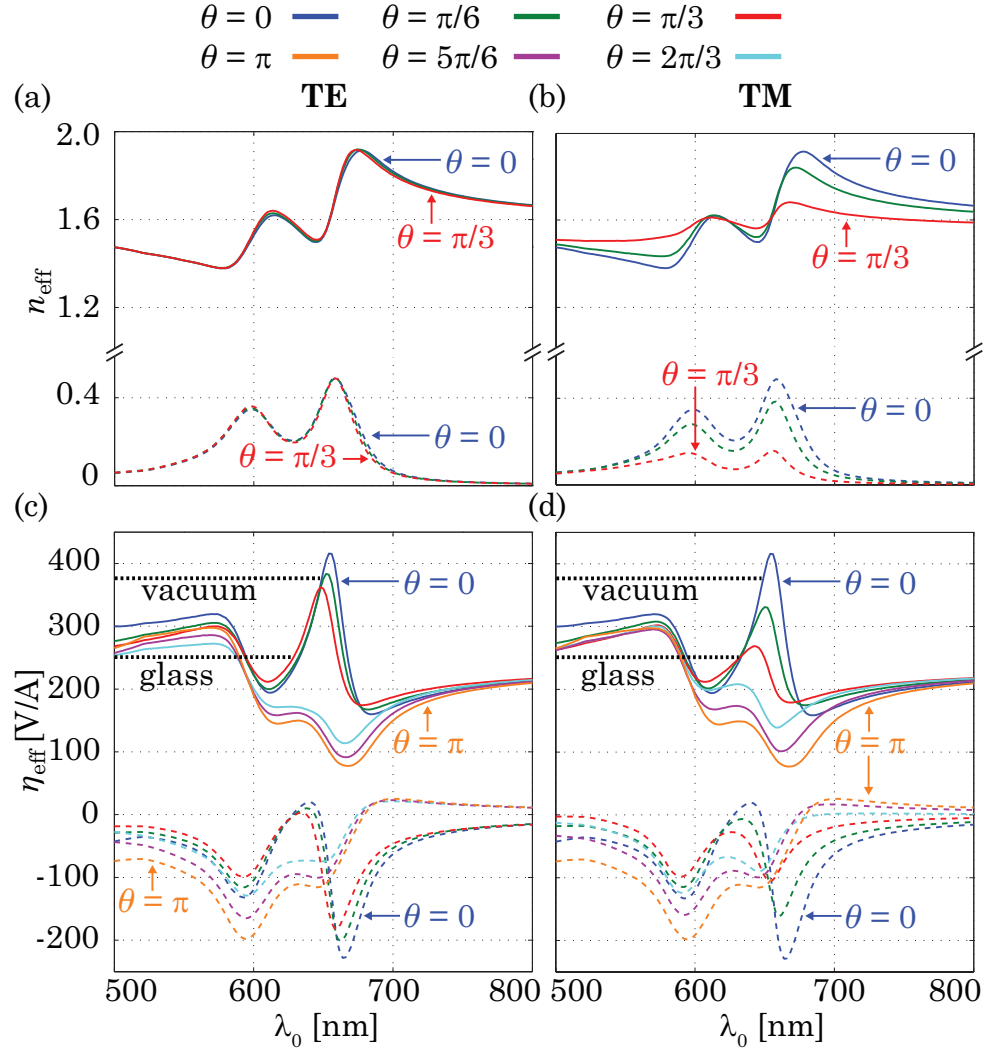 θ = 0 θ = π/6 θ = π/3
θ = π θ = 5π/6 θ = 2π/3
(a) TE (b) TM
2.0
1.6
1.2
0.4
0
n_eff
θ = 0
θ = π/3
θ = 0
θ = π/3
θ = 0
θ = π/3
θ = π/3
θ = 0
(c) (d)
400
300
200
100
0
-100
-200
η_eff [V/A]
vacuum
glass
θ = 0
θ = π
θ = π
θ = 0
vacuum
glass
θ = 0
θ = π
θ = 0
500 600 700 800 500 600 700 800
λ₀ [nm] λ₀ [nm]